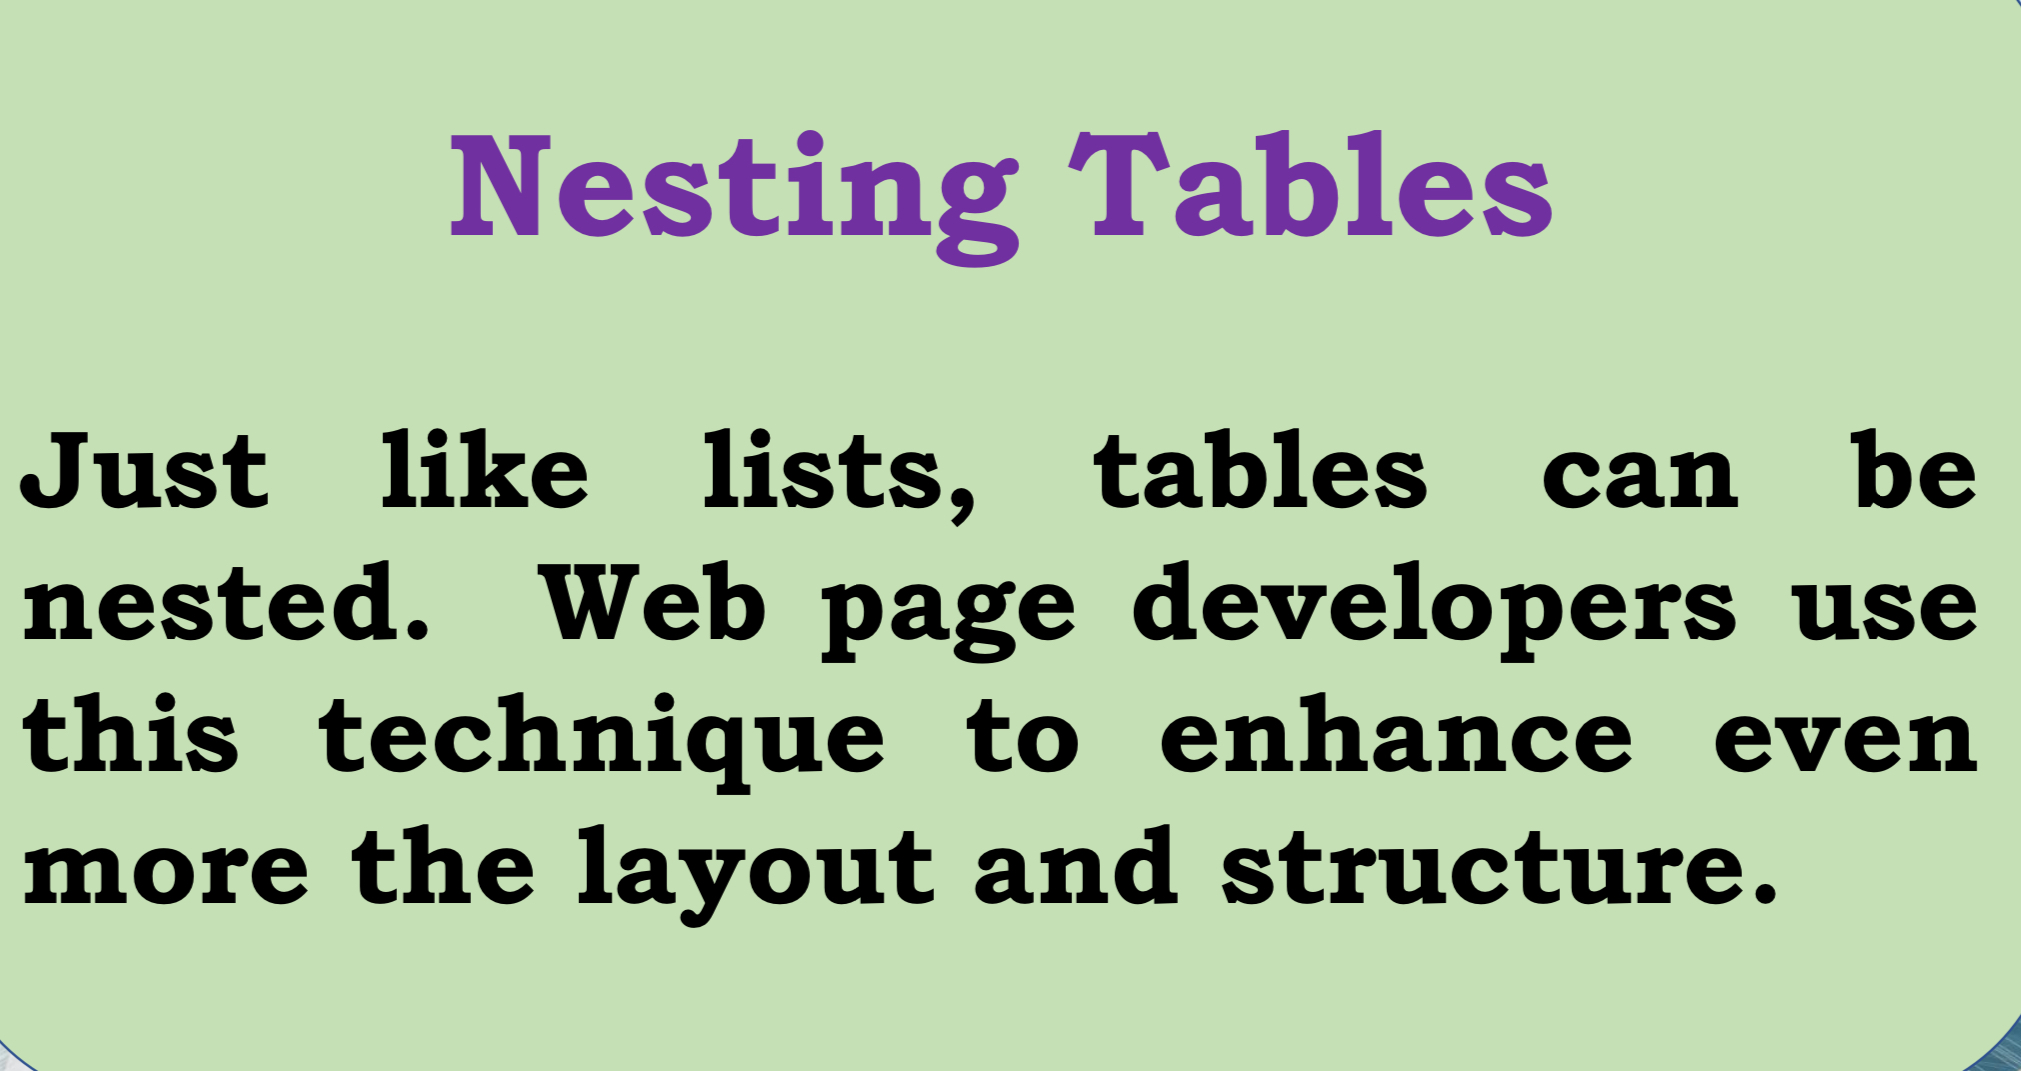 Nesting Tables
Just like lists, tables can be
nested. Web page developers use
this technique to enhance even
more the layout and structure.